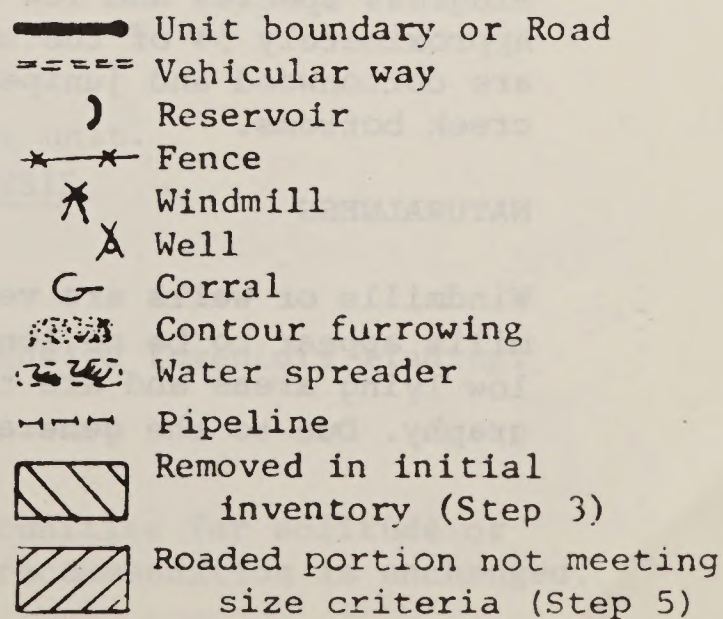 Unit boundary or Road
Vehicular way
Reservoir
Fence
Windmill
Well
Corral
Contour furrowing
Water spreader
Pipeline
Removed in initial
inventory (Step 3)
Roaded portion not meeting
size criteria (Step 5)